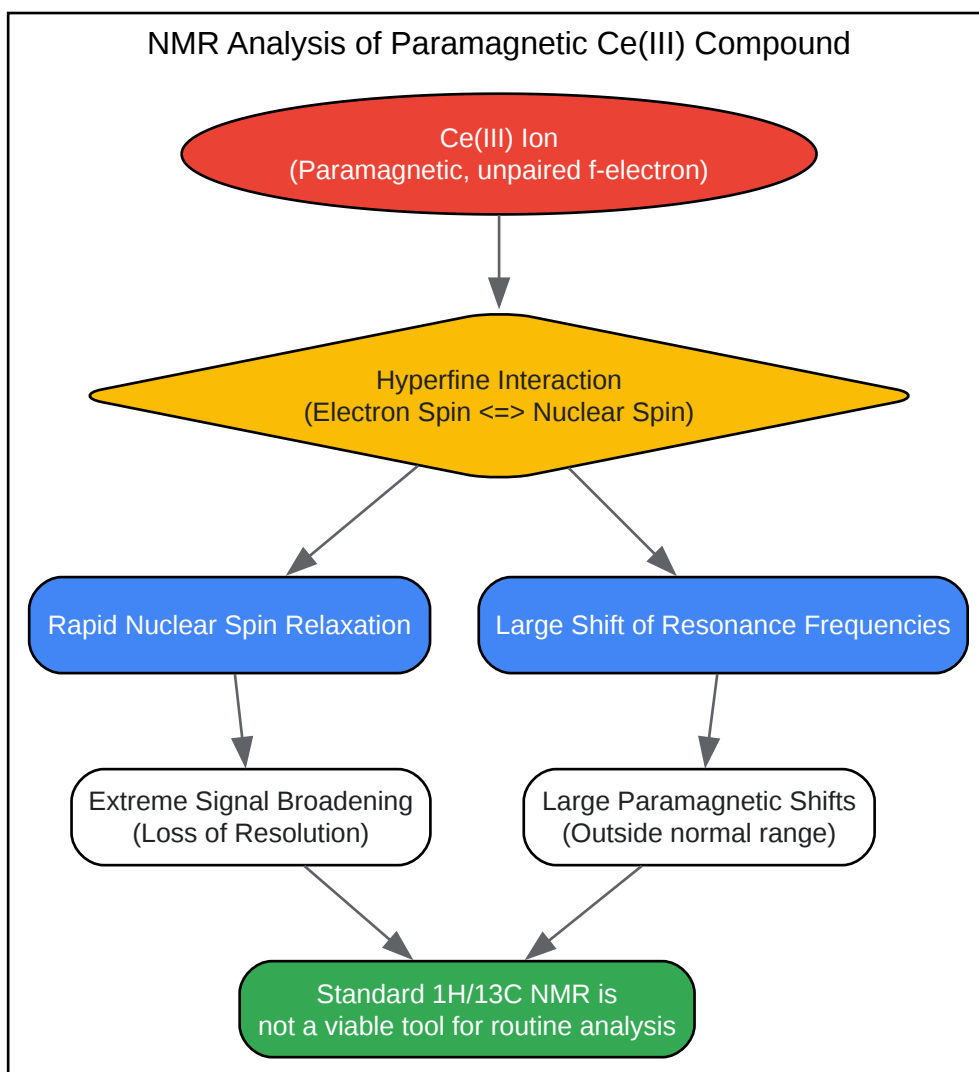 NMR Analysis of Paramagnetic Ce(III) Compound
Ce(III) Ion
(Paramagnetic, unpaired f-electron)
Hyperfine Interaction
(Electron Spin <=> Nuclear Spin)
Rapid Nuclear Spin Relaxation
Large Shift of Resonance Frequencies
Extreme Signal Broadening
(Loss of Resolution)
Large Paramagnetic Shifts
(Outside normal range)
Standard 1H/13C NMR is
not a viable tool for routine analysis